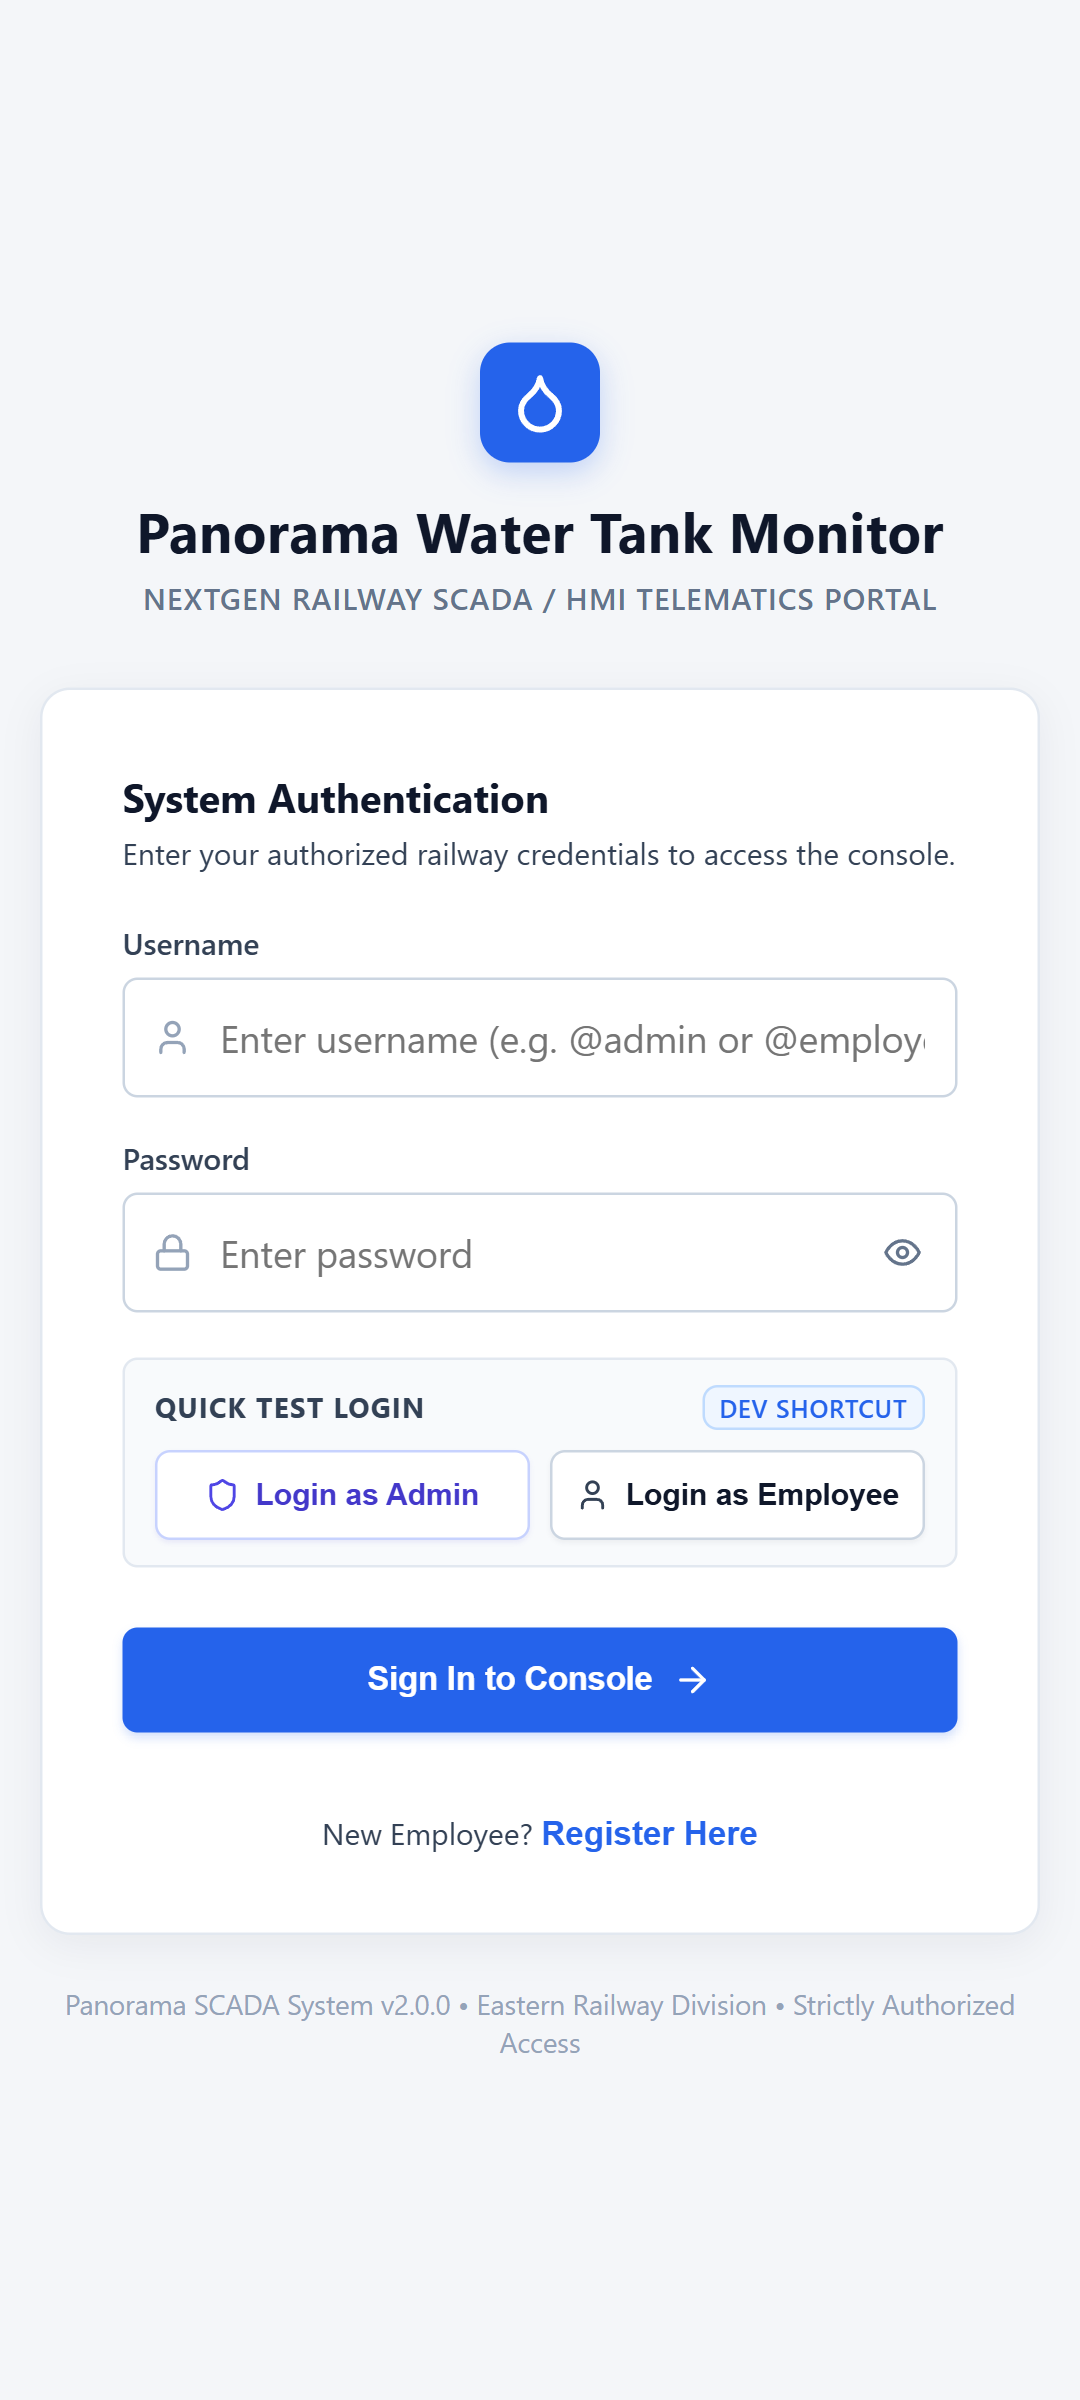 Panorama Water Tank Monitor
NEXTGEN RAILWAY SCADA / HMI TELEMATICS PORTAL
System Authentication
Enter your authorized railway credentials to access the console.
Username
Enter username (e.g. @admin or @employe
Password
Enter password
QUICK TEST LOGIN
DEV SHORTCUT
Login as Admin
Login as Employee
Sign In to Console
New Employee? Register Here
Panorama SCADA System v2.0.0 • Eastern Railway Division • Strictly Authorized
Access